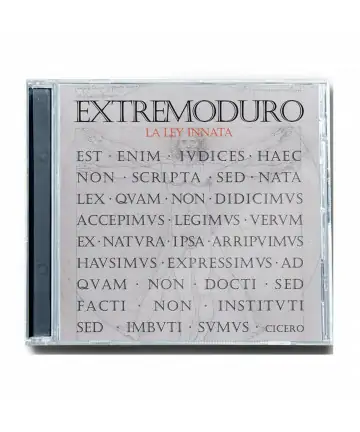 EXTREMODURO
LA LEY INNATA
EST · ENIM · IVDICES · HAEC
NON · SCRIPTA · SED · NATA
LEX · QVAM · NON · DIDICIMVS
ACCEPIMVS · LEGIMVS · VERVM
EX · NATVRA · IPSA · ARRIPVIMVS
HAVSIMVS · EXPRESSIMVS · AD
QVAM · NON · DOCTI · SED
FACTI · NON · INSTITVTI
SED · IMBVTI · SVMVS · CICERO